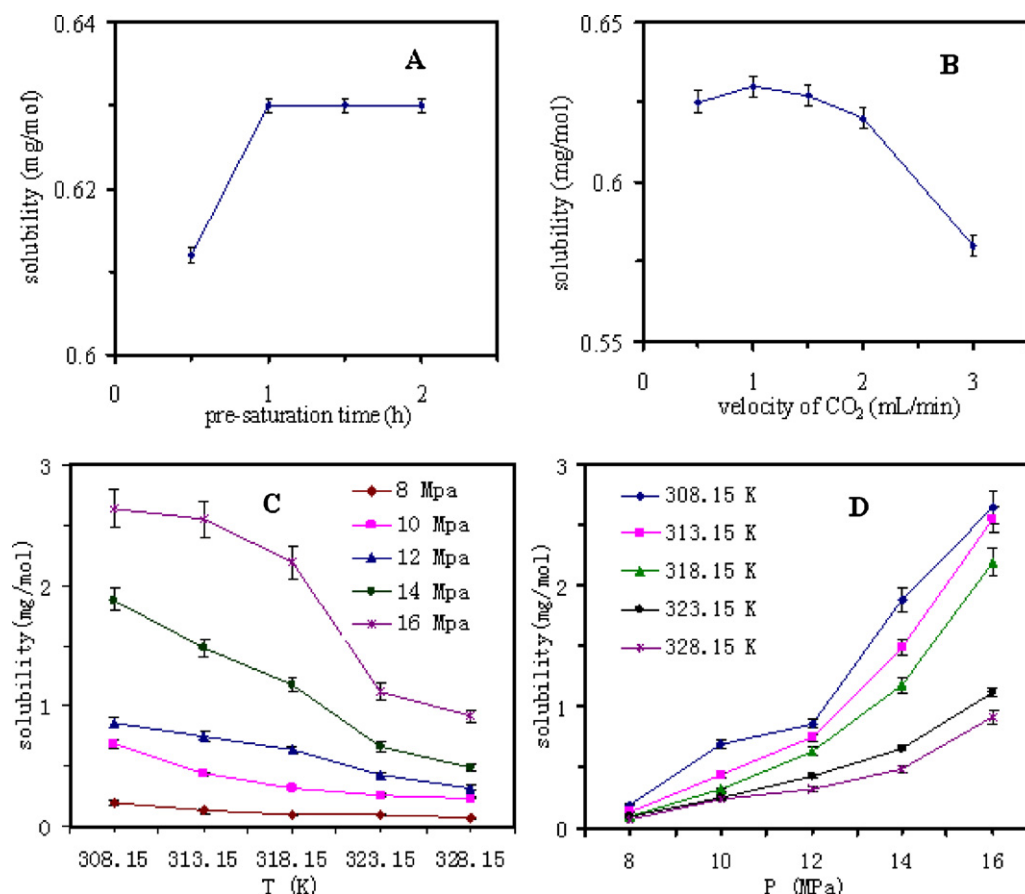 A
0.64
0.62
0.6
solubility (mg/mol)
0
1
2
pre-saturation time (h)
B
0.65
0.6
0.55
solubility (mg/mol)
0
1
2
3
velocity of CO₂ (mL/min)
C
3
2
1
0
solubility (mg/mol)
8 Mpa
10 Mpa
12 Mpa
14 Mpa
16 Mpa
308.15 313.15 318.15 323.15 328.15
T (K)
D
3
2
1
0
solubility (mg/mol)
308.15 K
313.15 K
318.15 K
323.15 K
328.15 K
8 10 12 14 16
P (MPa)